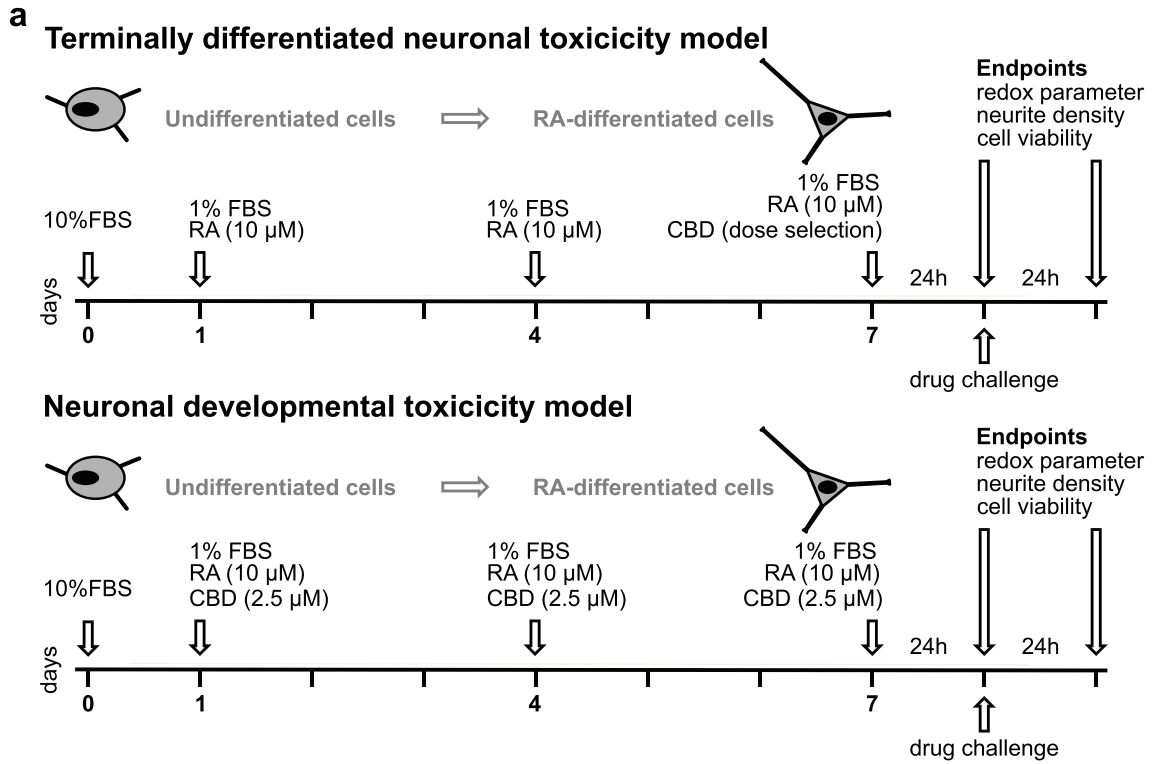 a
Terminally differentiated neuronal toxicicity model
Undifferentiated cells
RA-differentiated cells
Endpoints
redox parameter
neurite density
cell viability
10%FBS
1% FBS
RA (10 µM)
1% FBS
RA (10 µM)
1% FBS
RA (10 µM)
CBD (dose selection)
24h
24h
days
0
1
4
7
drug challenge
Neuronal developmental toxicicity model
Undifferentiated cells
RA-differentiated cells
Endpoints
redox parameter
neurite density
cell viability
10%FBS
1% FBS
RA (10 µM)
CBD (2.5 µM)
1% FBS
RA (10 µM)
CBD (2.5 µM)
1% FBS
RA (10 µM)
CBD (2.5 µM)
24h
24h
days
0
1
4
7
drug challenge